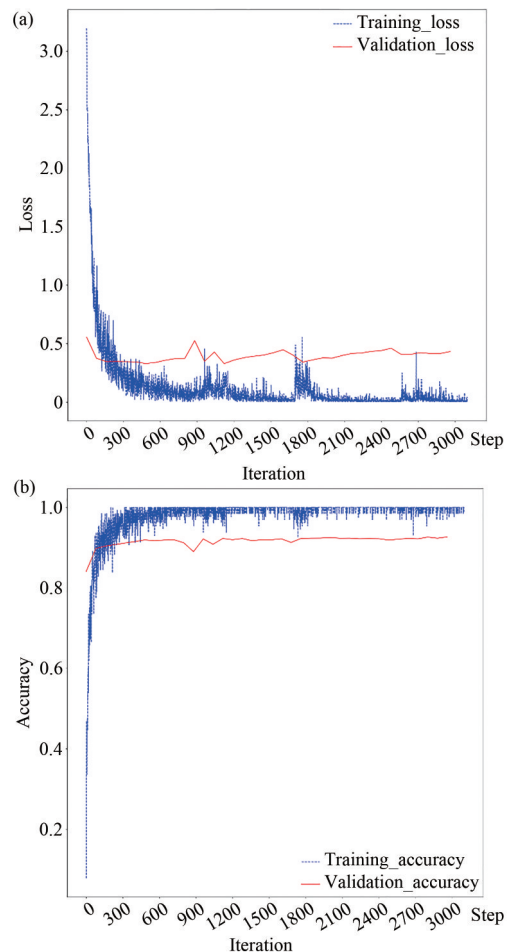 (a)
Training_loss
Validation_loss
3.0
2.5
2.0
1.5
1.0
0.5
0
Loss
0 300 600 900 1200 1500 1800 2100 2400 2700 3000 Step
Iteration
(b)
1.0
0.8
0.6
0.4
0.2
Accuracy
Training_accuracy
Validation_accuracy
0 300 600 900 1200 1500 1800 2100 2400 2700 3000 Step
Iteration